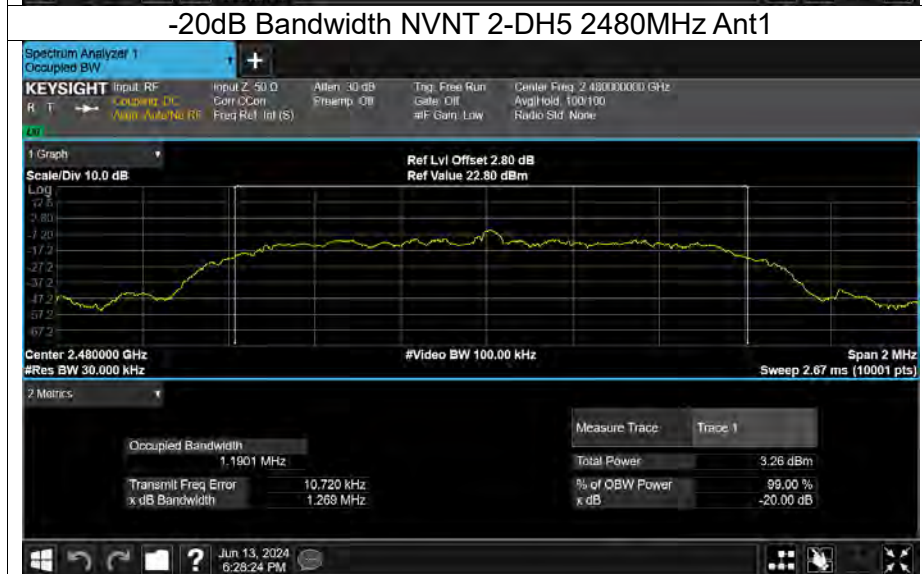 -20dB Bandwidth NVNT 2-DH5 2480MHz Ant1
Spectrum Analyzer 1
Occupied BW
+
KEYSIGHT Input: RF Input Z: 50 Ω Atten: 30 dB Trig: Free Run Center Freq: 2.480000000 GHz
R T Coupling: DC Corr CCorr Preamp: Off Gate: Off Avg|Hold: 100/100
Align: Auto/No RF Freq Ref: Int (S) #IF Gain: Low Radio Std: None
1 Graph
Ref Lvl Offset 2.80 dB
Scale/Div 10.0 dB Ref Value 22.80 dBm
Log
2.80
-7.20
-17.2
-27.2
-37.2
-47.2
-57.2
-67.2
Center 2.480000 GHz #Video BW 100.00 kHz Span 2 MHz
#Res BW 30.000 kHz Sweep 2.67 ms (10001 pts)
2 Metrics
Measure Trace Trace 1
Occupied Bandwidth
1.1901 MHz Total Power 3.26 dBm
Transmit Freq Error 10.720 kHz % of OBW Power 99.00 %
x dB Bandwidth 1.269 MHz x dB -20.00 dB
? Jun 13, 2024
6:28:24 PM